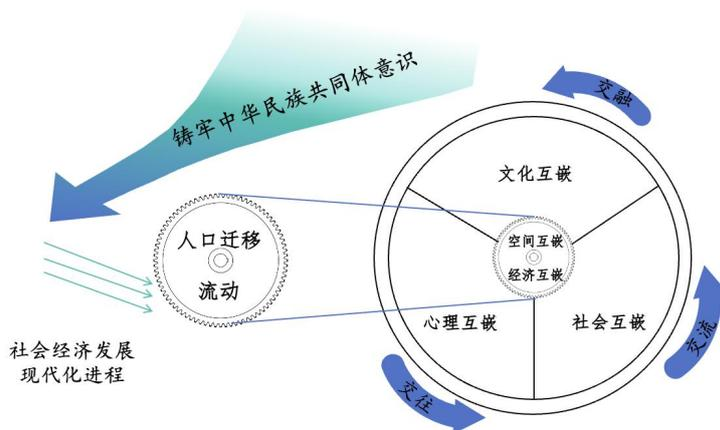 铸牢中华民族共同体意识
交融
文化互嵌
人口迁移
流动
空间互嵌
经济互嵌
心理互嵌
社会互嵌
交流
社会经济发展
现代化进程
交往